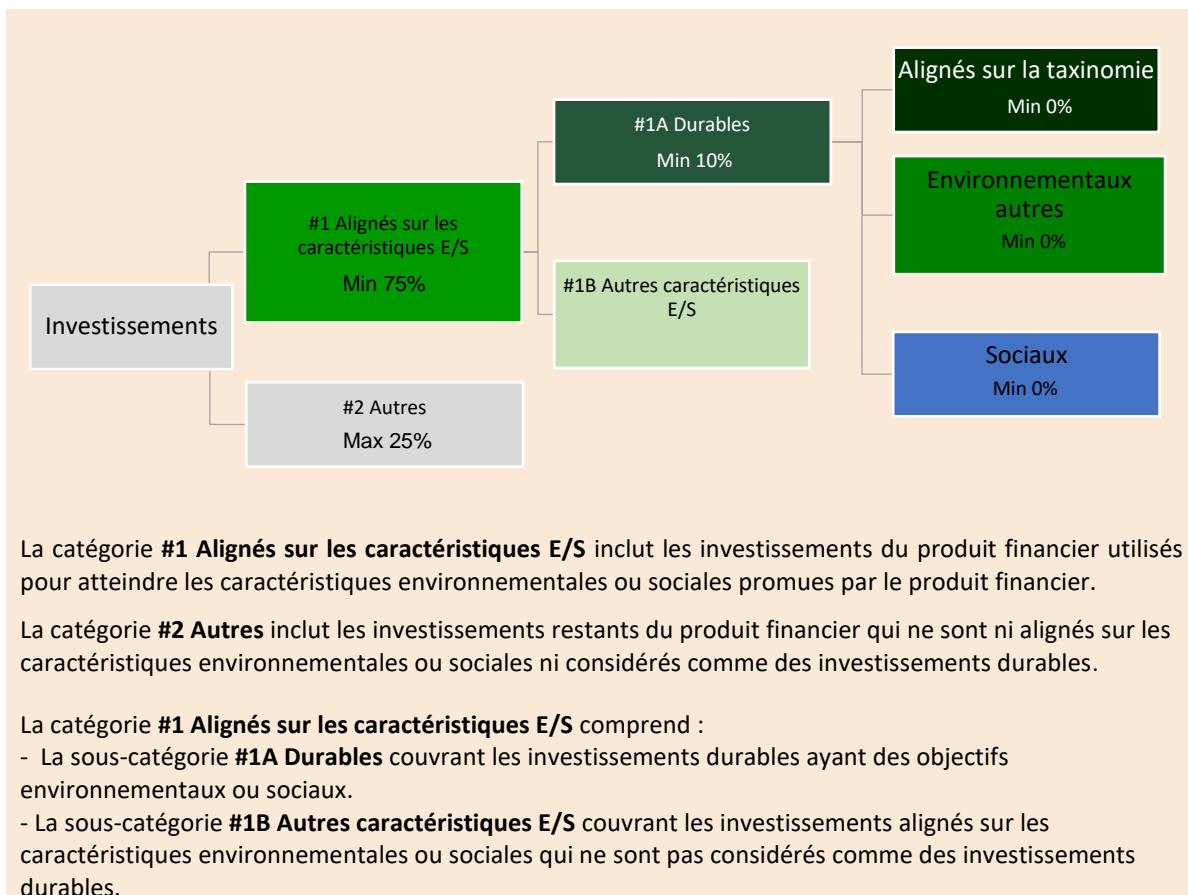 Investissements
#1 Alignés sur les
caractéristiques E/S
Min 75%
#2 Autres
Max 25%
#1A Durables
Min 10%
#1B Autres caractéristiques
E/S
Alignés sur la taxinomie
Min 0%
Environnementaux
autres
Min 0%
Sociaux
Min 0%
La catégorie #1 Alignés sur les caractéristiques E/S inclut les investissements du produit financier utilisés
pour atteindre les caractéristiques environnementales ou sociales promues par le produit financier.
La catégorie #2 Autres inclut les investissements restants du produit financier qui ne sont ni alignés sur les
caractéristiques environnementales ou sociales ni considérés comme des investissements durables.
La catégorie #1 Alignés sur les caractéristiques E/S comprend :
- La sous-catégorie #1A Durables couvrant les investissements durables ayant des objectifs
environnementaux ou sociaux.
- La sous-catégorie #1B Autres caractéristiques E/S couvrant les investissements alignés sur les
caractéristiques environnementales ou sociales qui ne sont pas considérés comme des investissements
durables.